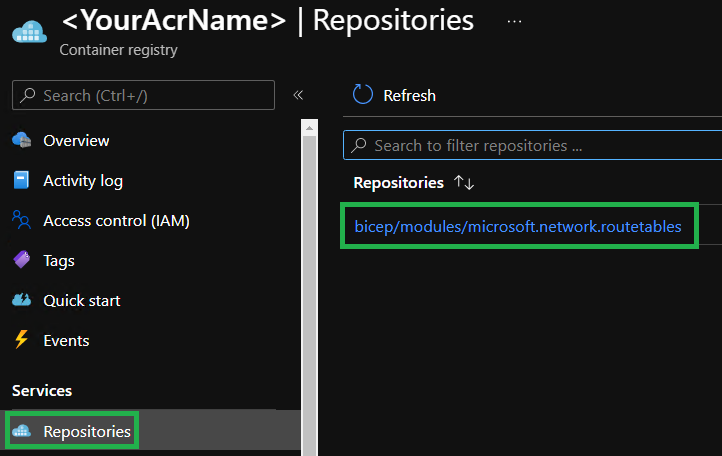 <YourAcrName> | Repositories ...
Container registry
Search (Ctrl+/)
«
Overview
Activity log
Access control (IAM)
Tags
Quick start
Events
Services
Repositories
Refresh
Search to filter repositories ...
Repositories ↑↓
bicep/modules/microsoft.network.routetables